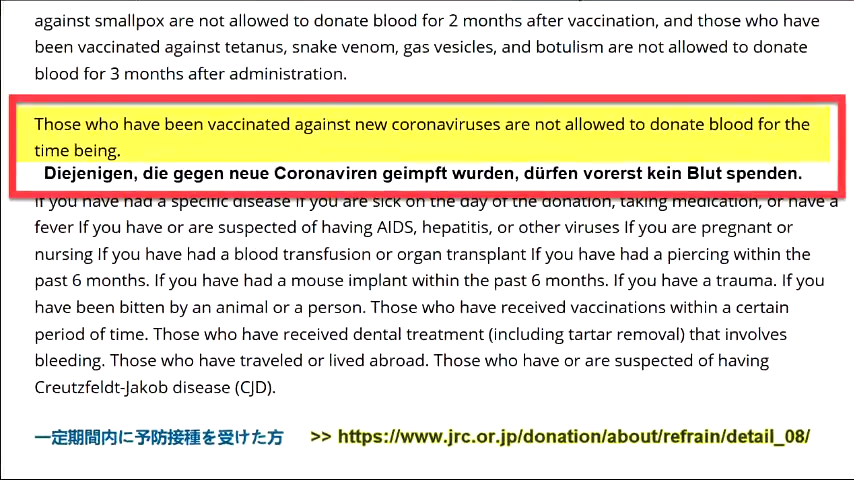 against smallpox are not allowed to donate blood for 2 months after vaccination, and those who have
been vaccinated against tetanus, snake venom, gas vesicles, and botulism are not allowed to donate
blood for 3 months after administration.
Those who have been vaccinated against new coronaviruses are not allowed to donate blood for the
time being.
Diejenigen, die gegen neue Coronaviren geimpft wurden, dürfen vorerst kein Blut spenden.
If you have had a specific disease If you are sick on the day of the donation, taking medication, or have a
fever If you have or are suspected of having AIDS, hepatitis, or other viruses If you are pregnant or
nursing If you have had a blood transfusion or organ transplant If you have had a piercing within the
past 6 months. If you have had a mouse implant within the past 6 months. If you have a trauma. If you
have been bitten by an animal or a person. Those who have received vaccinations within a certain
period of time. Those who have received dental treatment (including tartar removal) that involves
bleeding. Those who have traveled or lived abroad. Those who have or are suspected of having
Creutzfeldt-Jakob disease (CJD).
一定期間内に予防接種を受けた方 >> https://www.jrc.or.jp/donation/about/refrain/detail_08/